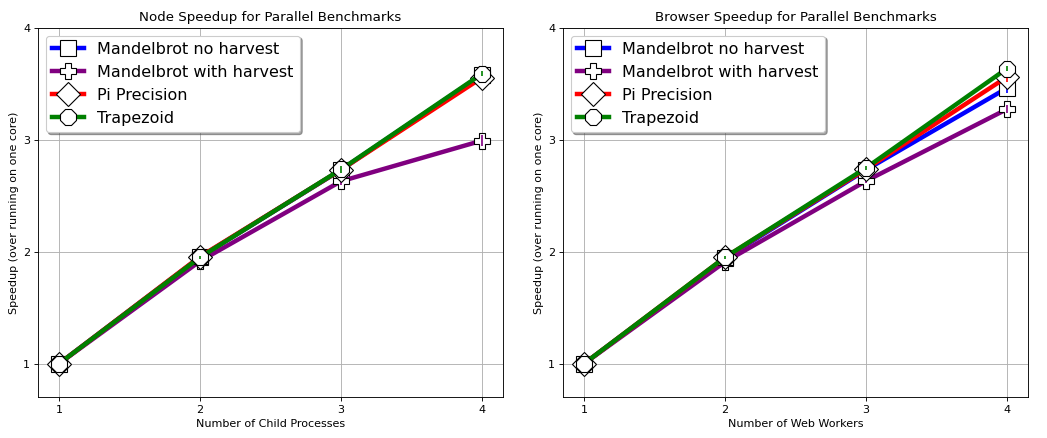 Node Speedup for Parallel Benchmarks
Speedup (over running on one core)
4
3
2
1
Mandelbrot no harvest
Mandelbrot with harvest
Pi Precision
Trapezoid
1 2 3 4
Number of Child Processes
Browser Speedup for Parallel Benchmarks
Speedup (over running on one core)
4
3
2
1
Mandelbrot no harvest
Mandelbrot with harvest
Pi Precision
Trapezoid
1 2 3 4
Number of Web Workers